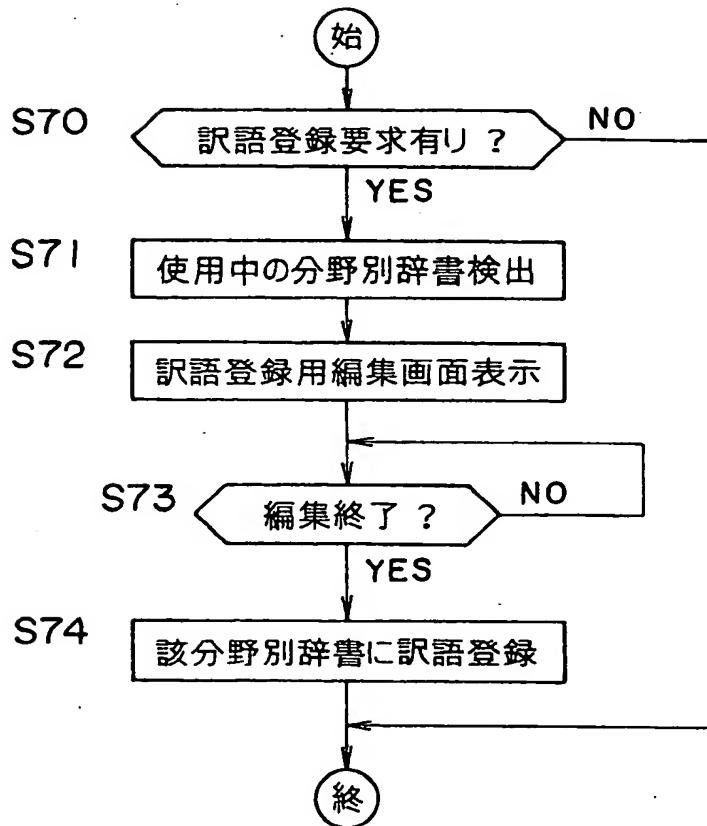 始
S70 訳語登録要求有り ? NO
YES
S71 使用中の分野別辞書検出
S72 訳語登録用編集画面表示
S73 編集終了 ? NO
YES
S74 該分野別辞書に訳語登録
終